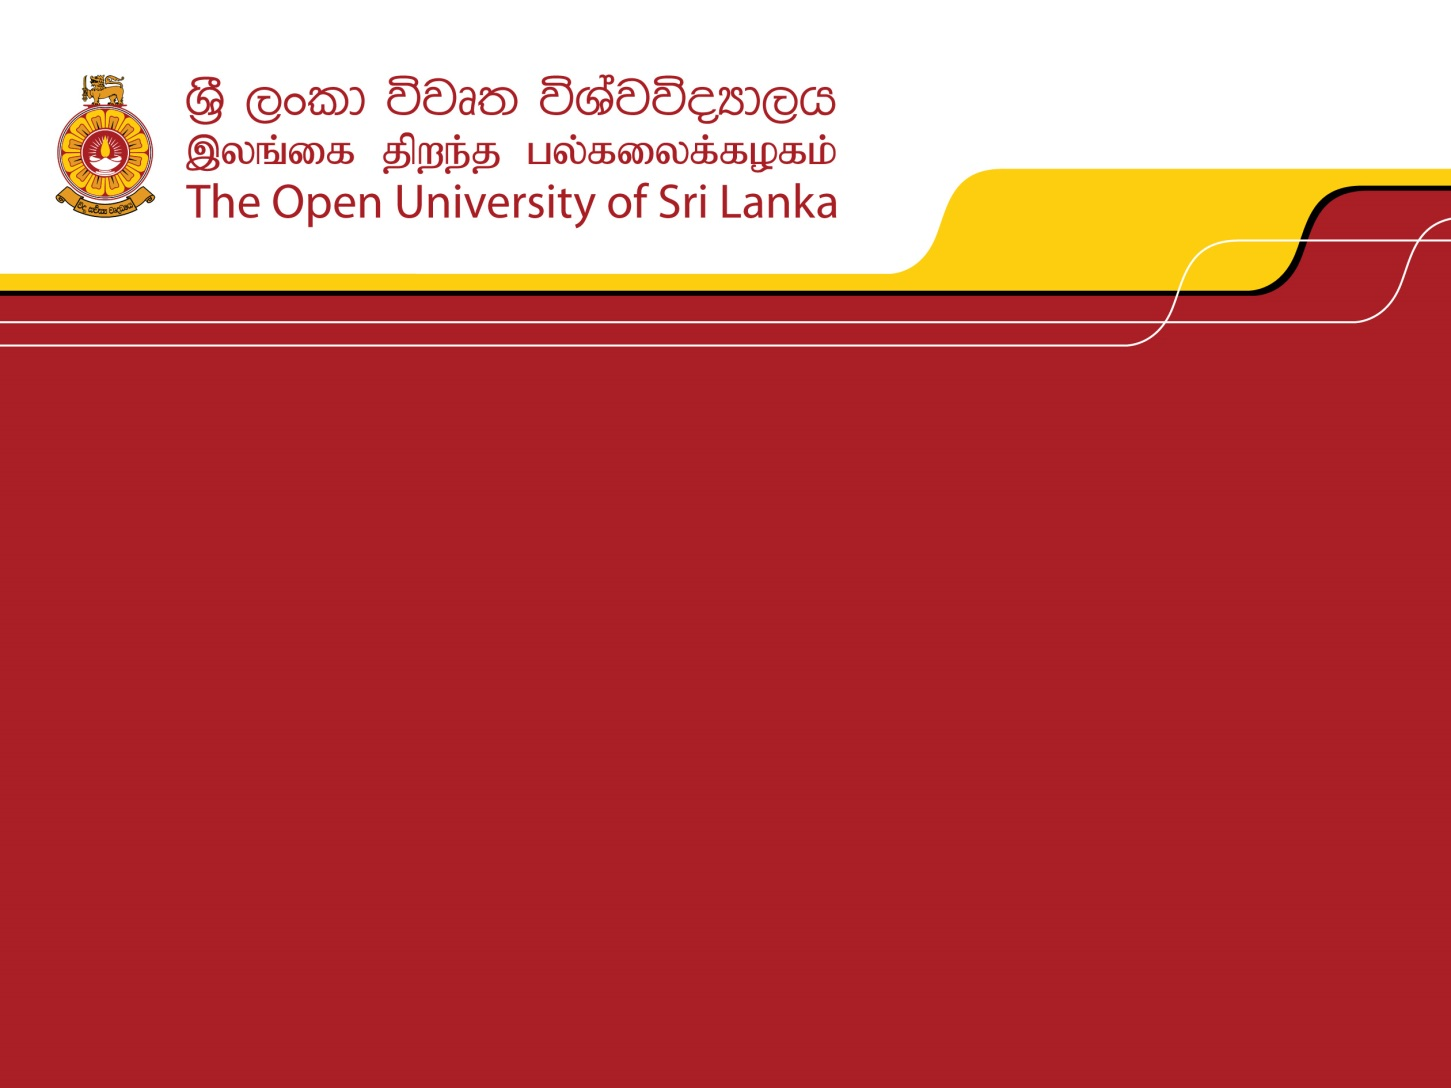 ශ්‍රී ලංකා විවෘත විශ්වවිද්‍යාලය
இலங்கை திறந்த பல்கலைக்கழகம்
The Open University of Sri Lanka